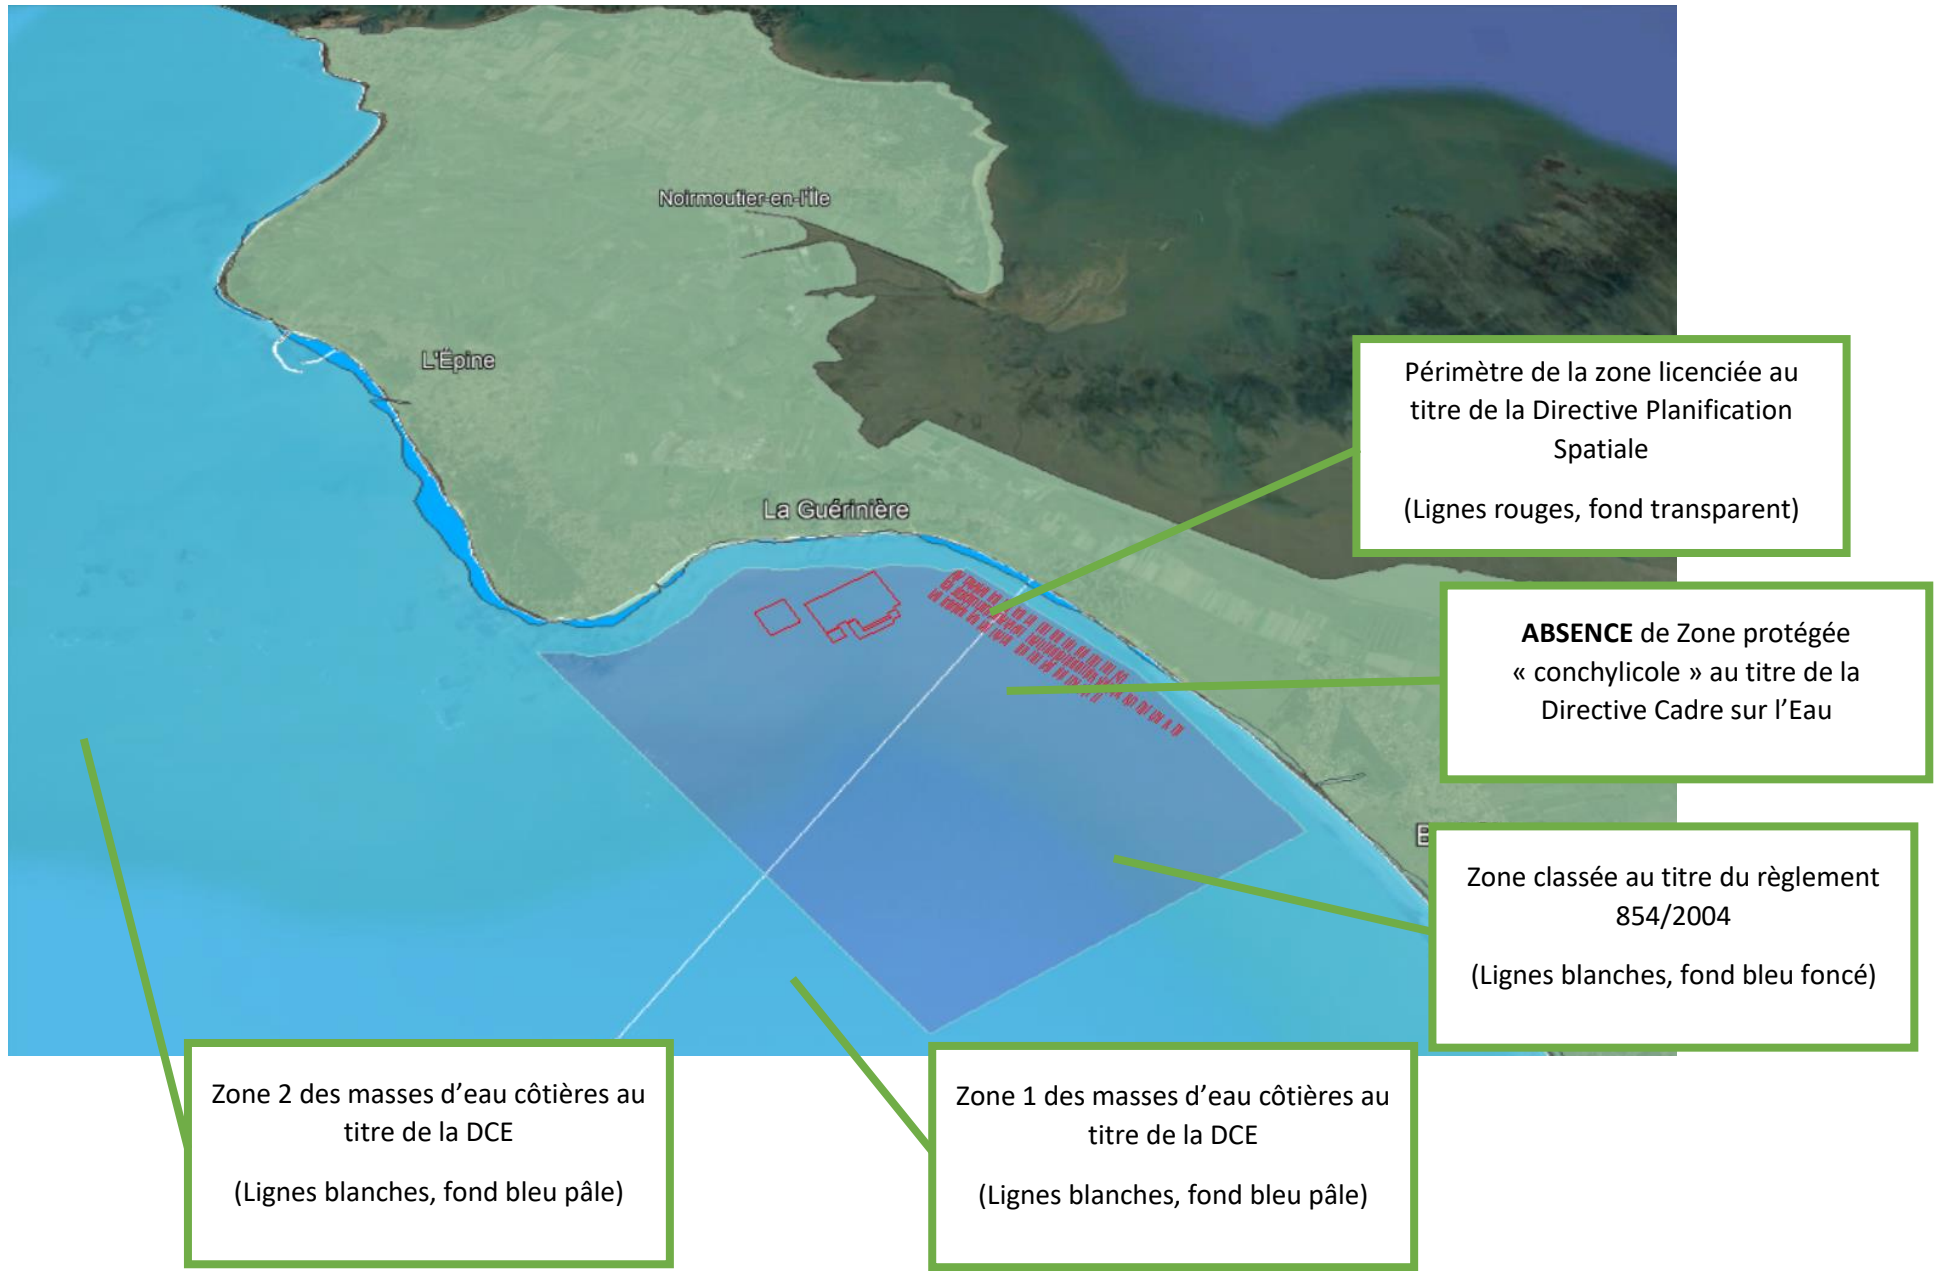 Noirmoutier-en-l'Île
L'Épine
La Guérinière
Périmètre de la zone licenciée au
titre de la Directive Planification
Spatiale
(Lignes rouges, fond transparent)
ABSENCE de Zone protégée
« conchylicole » au titre de la
Directive Cadre sur l’Eau
Zone classée au titre du règlement
854/2004
(Lignes blanches, fond bleu foncé)
Zone 2 des masses d’eau côtières au
titre de la DCE
(Lignes blanches, fond bleu pâle)
Zone 1 des masses d’eau côtières au
titre de la DCE
(Lignes blanches, fond bleu pâle)